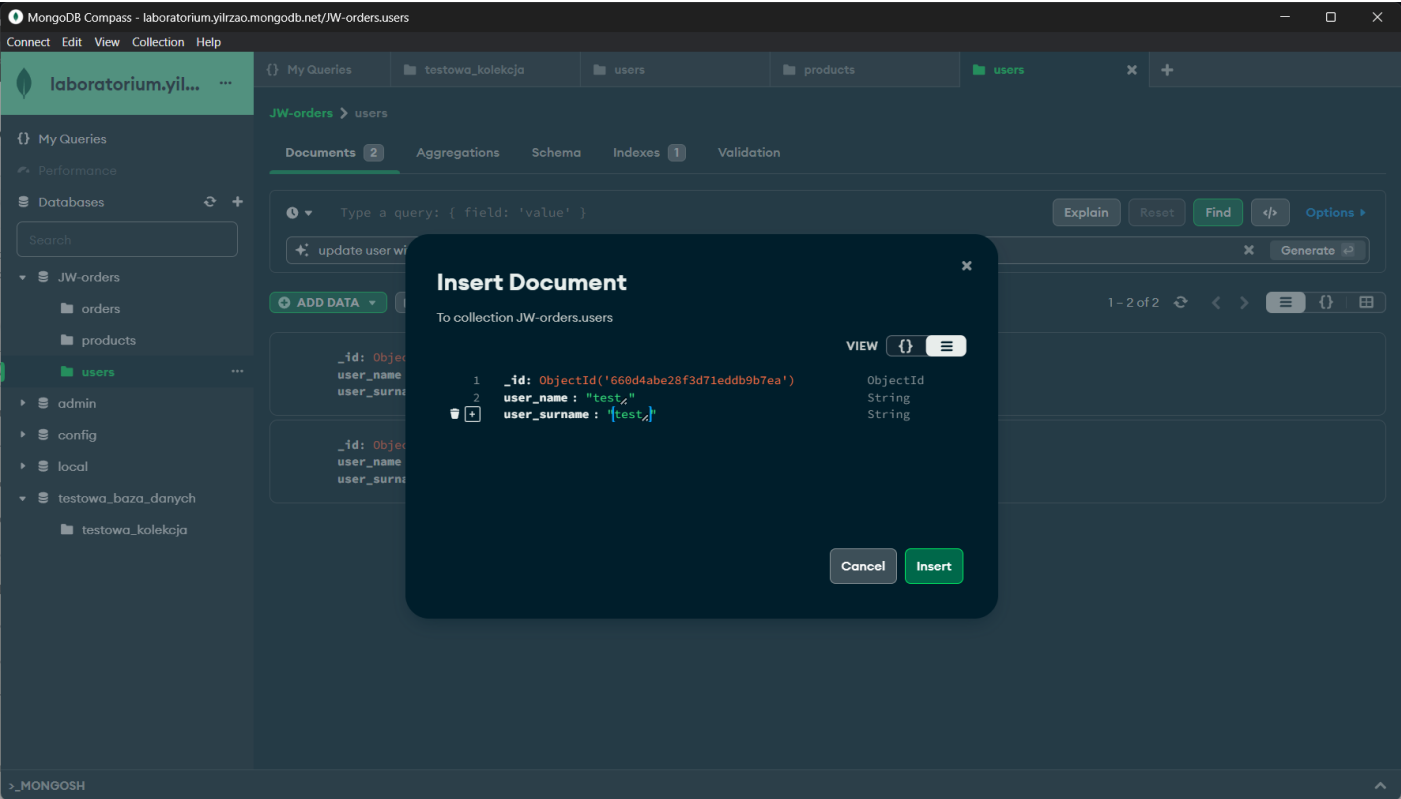 MongoDB Compass - laboratorium.yilrzao.mongodb.net/JW-orders.users
Connect Edit View Collection Help
laboratorium.yil... ...
{} My Queries
Performance
Databases
Search
JW-orders
orders
products
users ...
admin
config
local
testowa_baza_danych
testowa_kolekcja
{} My Queries testowa_kolekcja users products users
JW-orders > users
Documents 2 Aggregations Schema Indexes 1 Validation
Type a query: { field: 'value' } Explain Reset Find </> Options
update user wi Generate
ADD DATA 1 – 2 of 2 {}
_id: Objec
user_name
user_surna
_id: Objec
user_name
user_surna
Insert Document
To collection JW-orders.users
VIEW {}
1 _id: ObjectId('660d4abe28f3d71eddb9b7ea') ObjectId
2 user_name : "test" String
user_surname : "test" String
Cancel Insert
>_MONGOSH